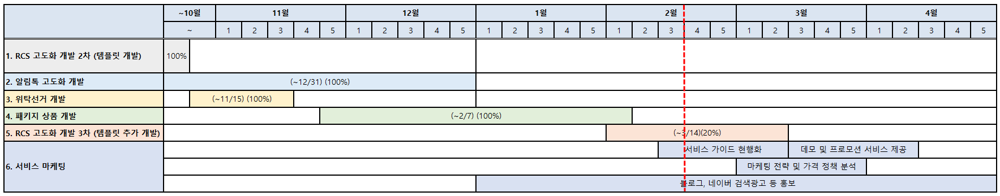 ~10월 11월 12월 1월 2월 3월 4월
~ 1 2 3 4 5 1 2 3 4 5 1 2 3 4 5 1 2 3 4 5 1 2 3 4 5 1 2 3 4 5
1. RCS 고도화 개발 2차 (템플릿 개발) 100%
2. 알림톡 고도화 개발 (~12/31) (100%)
3. 위탁선거 개발 (~11/15) (100%)
4. 패키지 상품 개발 (~2/7) (100%)
5. RCS 고도화 개발 3차 (템플릿 추가 개발) (~3/14)(20%)
6. 서비스 마케팅
서비스 가이드 현행화 데모 및 프로모션 서비스 제공
마케팅 전략 및 가격 정책 분석
블로그, 네이버 검색광고 등 홍보